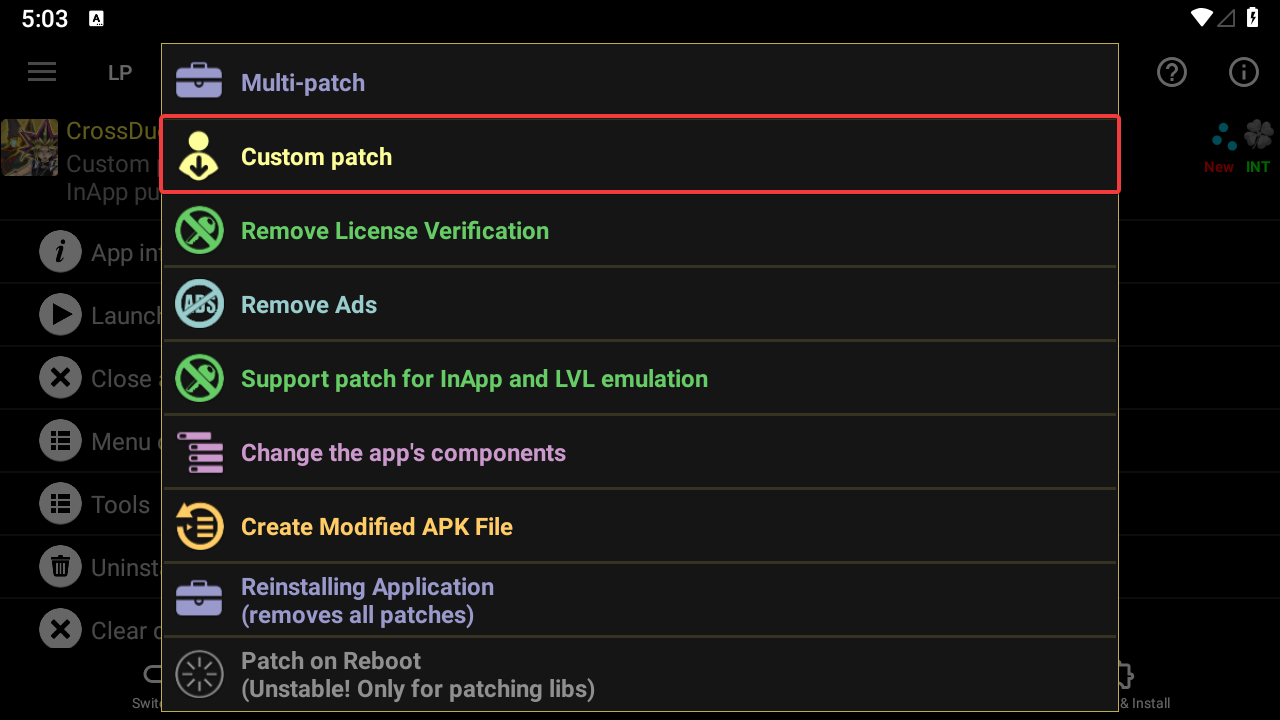 5:03
LP
Multi-patch
CrossDu
Custom
InApp pu
Custom patch
New INT
Remove License Verification
App in
Remove Ads
Launch
Support patch for InApp and LVL emulation
Close
Change the app's components
Menu
Create Modified APK File
Tools
Reinstalling Application
(removes all patches)
Uninst
Clear
Patch on Reboot
(Unstable! Only for patching libs)
Switc
& Install